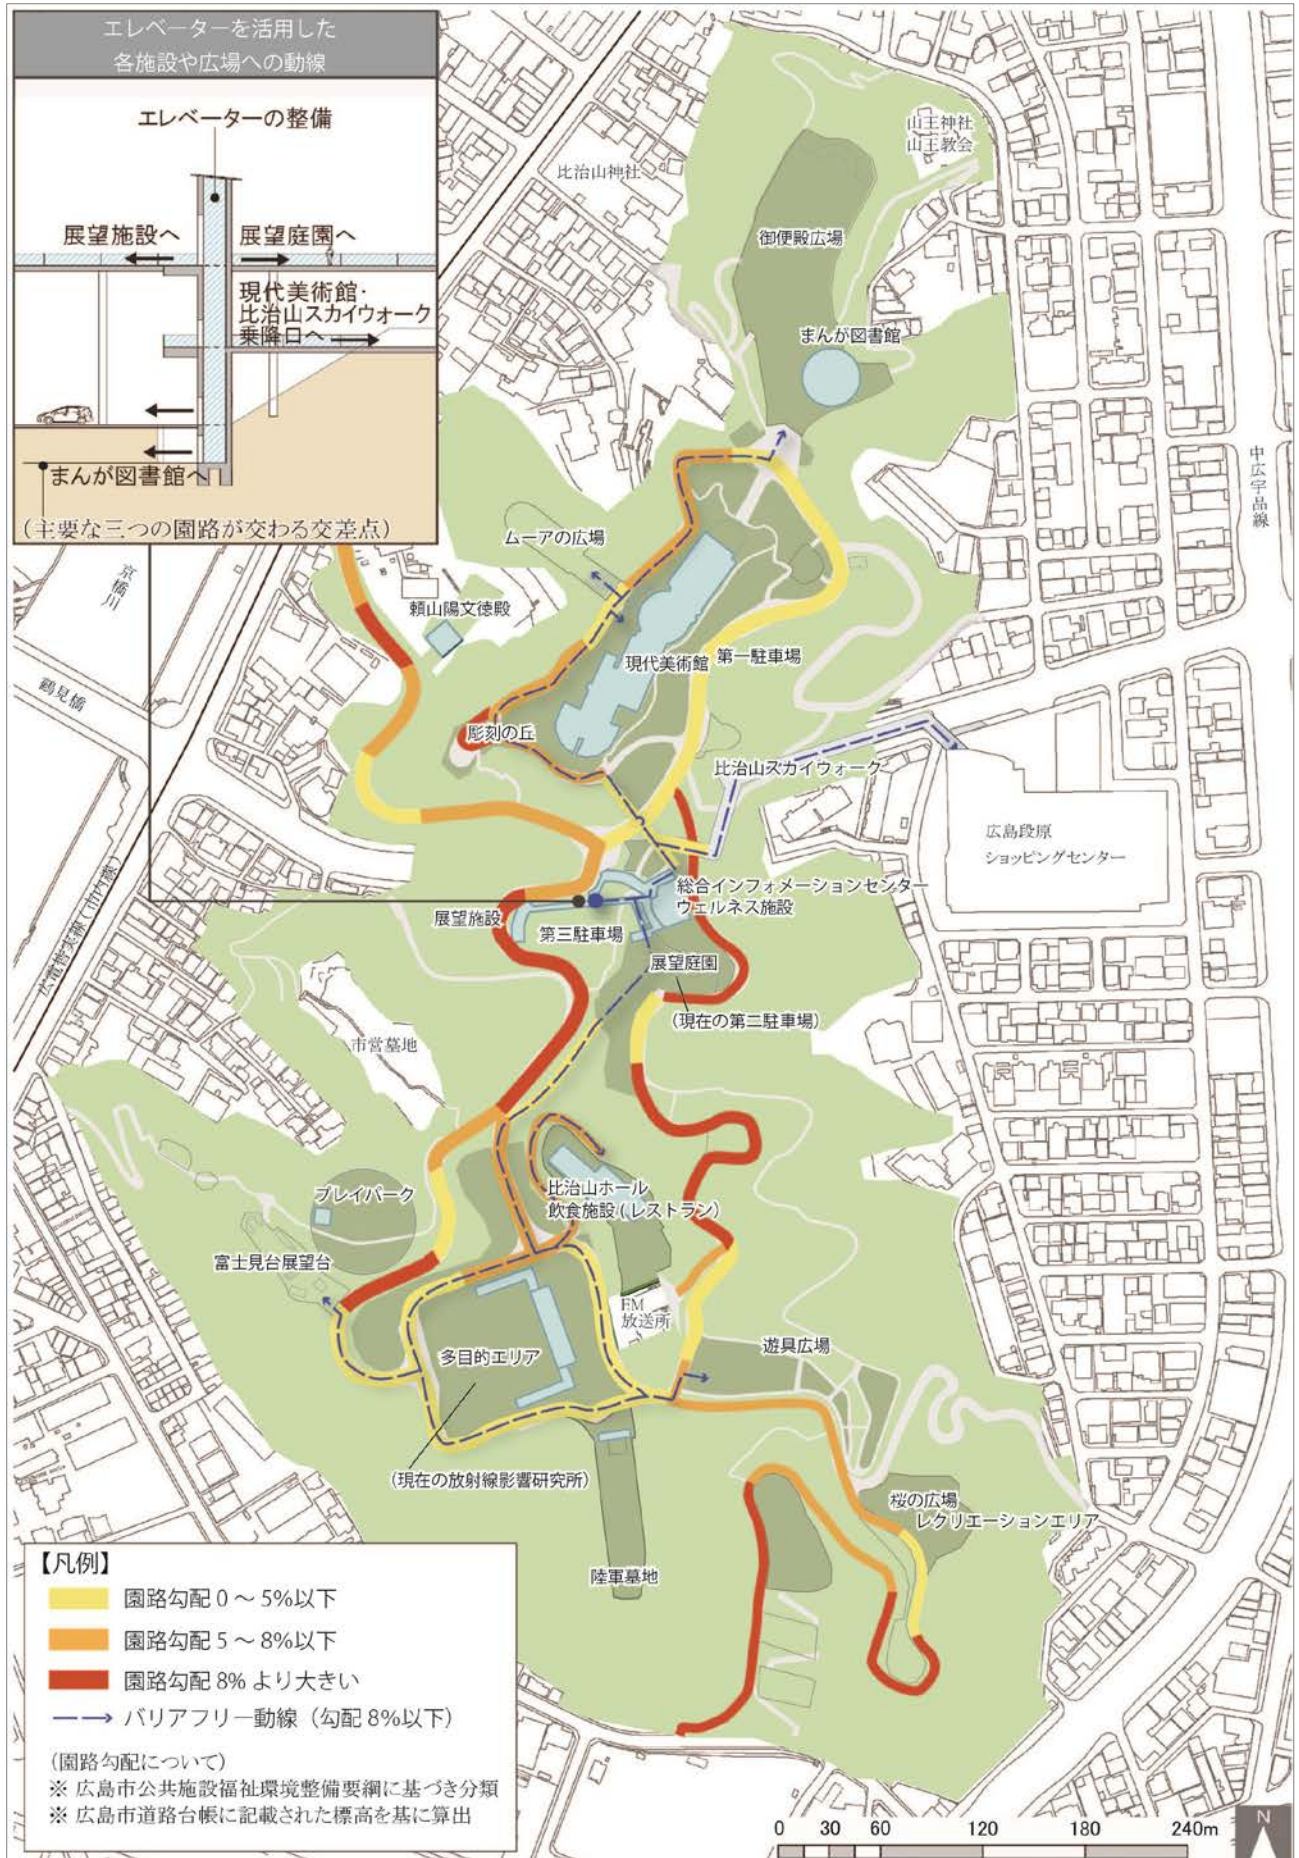 エレベーターを活用した
各施設や広場への動線
エレベーターの整備
展望施設へ
展望庭園へ
現代美術館・
比治山スカイウォーク
乗降口へ
まんが図書館へ
(主要な三つの園路が交わる交差点)
山王神社
山王教会
比治山神社
御便殿広場
まんが図書館
中広宇品線
ムーアの広場
京橋川
頼山陽文徳殿
現代美術館
第一駐車場
鶴見橋
彫刻の丘
比治山スカイウォーク
広島段原
ショッピングセンター
総合インフォメーションセンター
ウェルネス施設
展望施設
第三駐車場
展望庭園
(現在の第二駐車場)
広電皆実線(市内線)
市営墓地
プレイパーク
比治山ホール
飲食施設(レストラン)
富士見台展望台
FM
放送所
多目的エリア
遊具広場
(現在の放射線影響研究所)
桜の広場
レクリエーションエリア
陸軍墓地
【凡例】
園路勾配 0 ~ 5%以下
園路勾配 5 ~ 8%以下
園路勾配 8% より大きい
バリアフリー動線(勾配 8%以下)
(園路勾配について)
※ 広島市公共施設福祉環境整備要綱に基づき分類
※ 広島市道路台帳に記載された標高を基に算出
0 30 60 120 180 240m
N